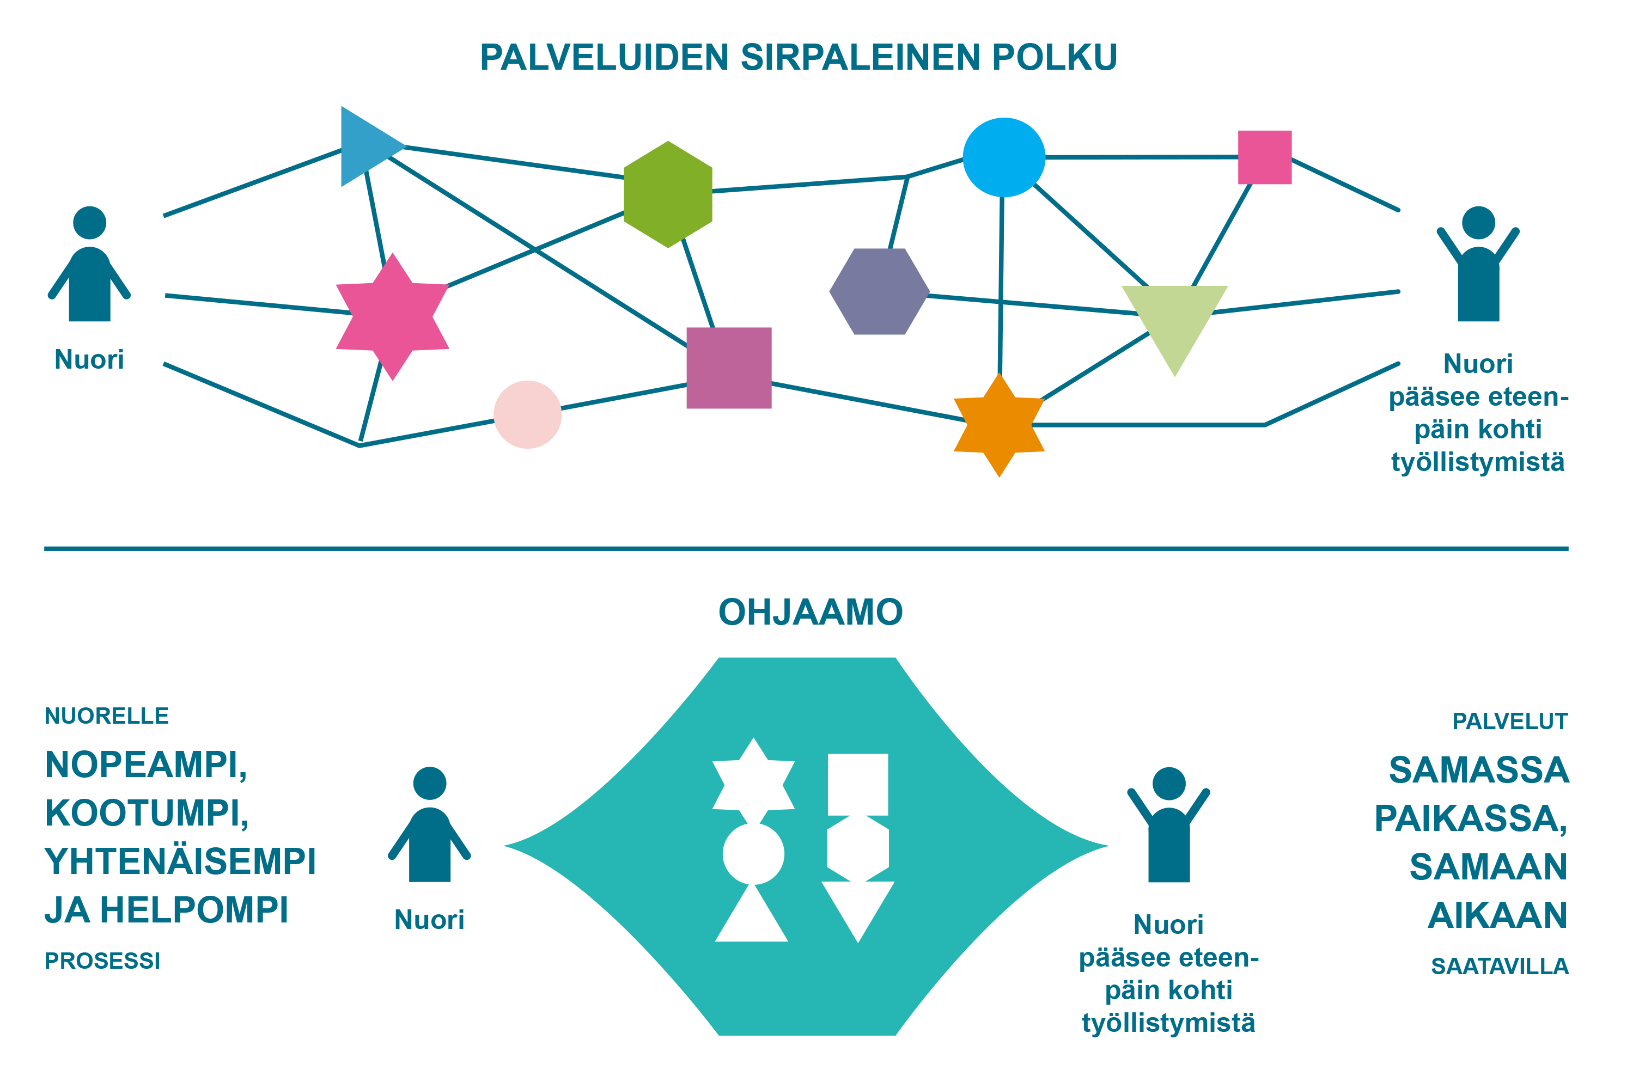 PALVELUIDEN SIRPALEINEN POLKU
Nuori
Nuori
pääsee eteen-
päin kohti
työllistymistä
OHJAAMO
NUORELLE
NOPEAMPI,
KOOTUMPI,
YHTENÄISEMPI
JA HELPOMPI
PROSESSI
Nuori
Nuori
pääsee eteen-
päin kohti
työllistymistä
PALVELUT
SAMASSA
PAIKASSA,
SAMAAN
AIKAAN
SAATAVILLA